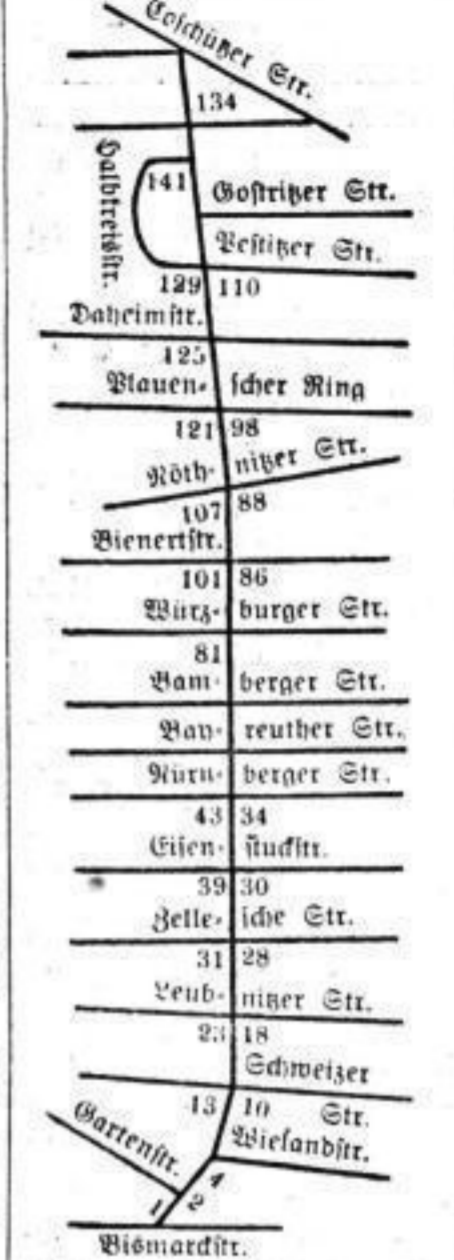 Coschützer Str.
134
141
Halbkreisstr.
Gostritzer Str.
Pestitzer Str.
129 110
Daheimstr.
125
Plauen- scher Ring
121 98
Nöth- nitzer Str.
107 88
Bienertstr.
101 86
Würz- burger Str.
81
Bam- berger Str.
Bay- reuther Str.
Nürn- berger Str.
43 34
Eisen- stuckstr.
39 30
Zelle- sche Str.
31 28
Leub- nitzer Str.
23 18
Schweizer
13 10 Str.
Gartenstr.
Wielandstr.
4
1 2
Bismarckstr.